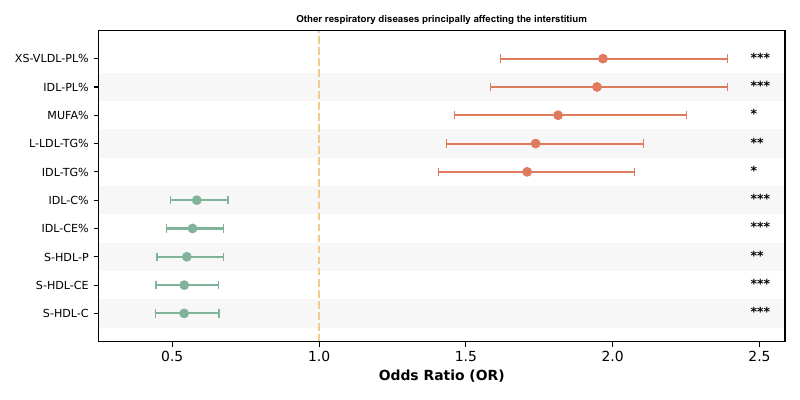 Other respiratory diseases principally affecting the interstitium
XS-VLDL-PL% ***
IDL-PL% ***
MUFA% *
L-LDL-TG% **
IDL-TG% *
IDL-C% ***
IDL-CE% ***
S-HDL-P **
S-HDL-CE ***
S-HDL-C ***
0.5 1.0 1.5 2.0 2.5
Odds Ratio (OR)